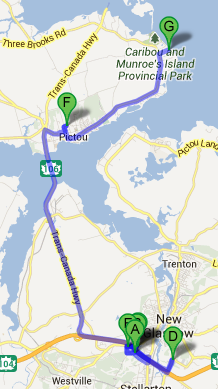 G
Three Brooks Rd
Trans-Canada Hwy
Caribou and
Munroe's Island
Provincial Park
F
Pictou
Pictou Land
106
Trans-Canada Hwy
Trenton
New
A
D
Westville
104
Stellarton